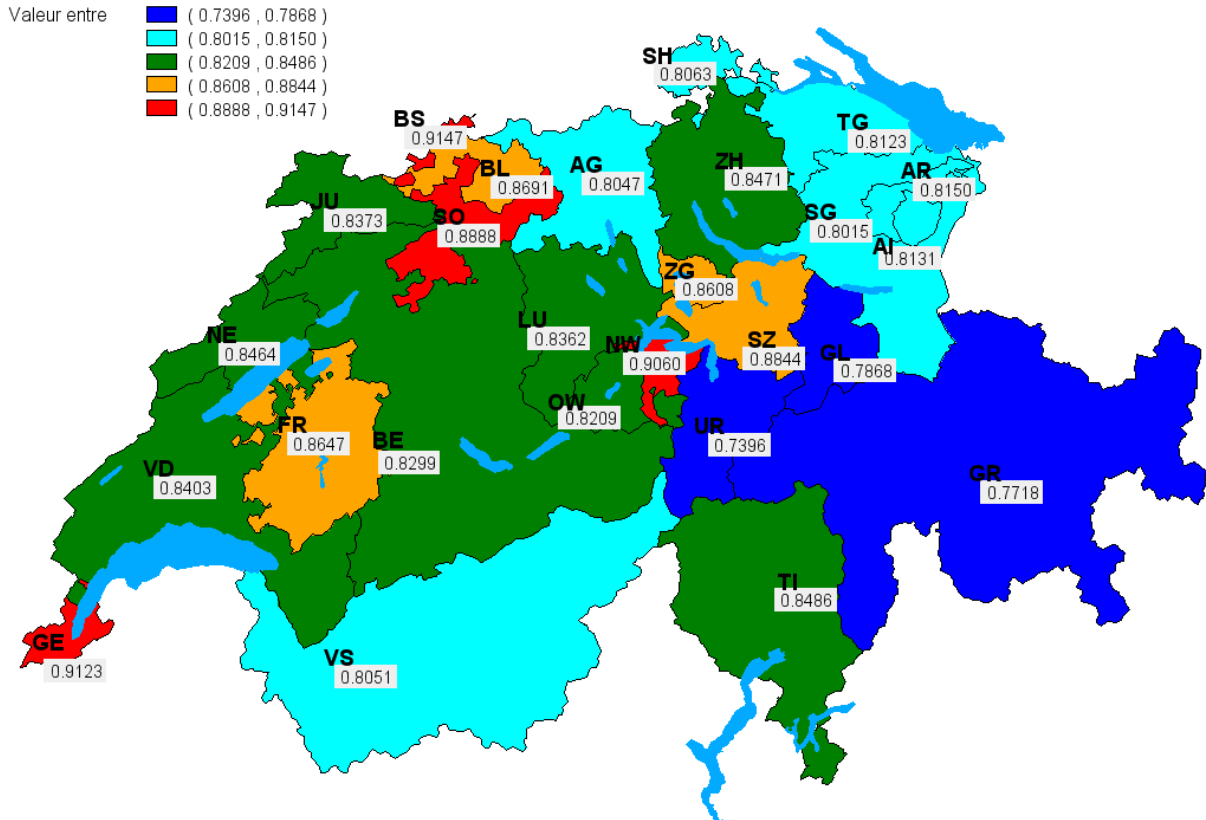 Valeur entre
( 0.7396 , 0.7868 )
( 0.8015 , 0.8150 )
( 0.8209 , 0.8486 )
( 0.8608 , 0.8844 )
( 0.8888 , 0.9147 )
SH
0.8063
BS
0.9147
TG
0.8123
BL
0.8691
AG
0.8047
ZH
0.8471
AR
0.8150
JU
0.8373
SO
0.8888
SG
0.8015
AI
0.8131
ZG
0.8608
NE
0.8464
LU
0.8362
NW
0.9060
SZ
0.8844
GL
0.7868
OW
0.8209
FR
0.8647
BE
0.8299
UR
0.7396
VD
0.8403
GR
0.7718
TI
0.8486
GE
0.9123
VS
0.8051